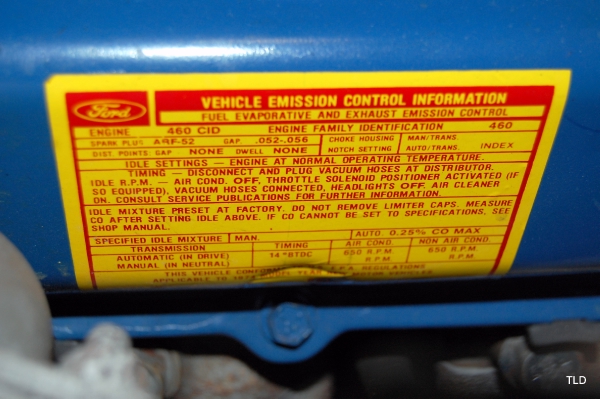 Ford
VEHICLE EMISSION CONTROL INFORMATION
FUEL EVAPORATIVE AND EXHAUST EMISSION CONTROL
ENGINE 460 CID ENGINE FAMILY IDENTIFICATION 460
SPARK PLUG ARF-52 GAP .052-.056 CHOKE HOUSING NOTCH SETTING MAN./TRANS. AUTO/TRANS. INDEX
DIST. POINTS GAP NONE DWELL NONE
IDLE SETTINGS - ENGINE AT NORMAL OPERATING TEMPERATURE.
TIMING - DISCONNECT AND PLUG VACUUM HOSES AT DISTRIBUTOR.
IDLE R.P.M. - AIR COND. OFF, THROTTLE SOLENOID POSITIONER ACTIVATED (IF
SO EQUIPPED), VACUUM HOSES CONNECTED, HEADLIGHTS OFF, AIR CLEANER
ON. CONSULT SERVICE PUBLICATIONS FOR FURTHER INFORMATION.
IDLE MIXTURE PRESET AT FACTORY. DO NOT REMOVE LIMITER CAPS. MEASURE
CO AFTER SETTING IDLE ABOVE. IF CO CANNOT BE SET TO SPECIFICATIONS, SEE
SHOP MANUAL.
SPECIFIED IDLE MIXTURE MAN. AUTO. 0.25% CO MAX
TRANSMISSION TIMING AIR COND. NON AIR COND.
AUTOMATIC (IN DRIVE) 14 °BTDC 650 R.P.M. 650 R.P.M.
MANUAL (IN NEUTRAL) R.P.M. R.P.M.
THIS VEHICLE CONFORMS REGULATIONS
APPLICABLE TO MODEL YEAR VEHICLES
TLD